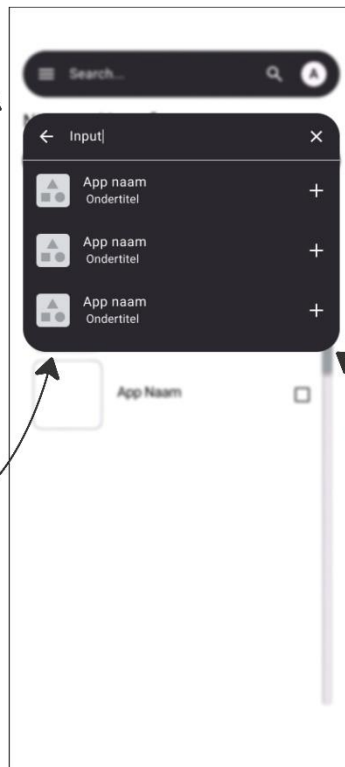 Search...
A
Input
App naam
Ondertitel
App naam
Ondertitel
App naam
Ondertitel
App Naam